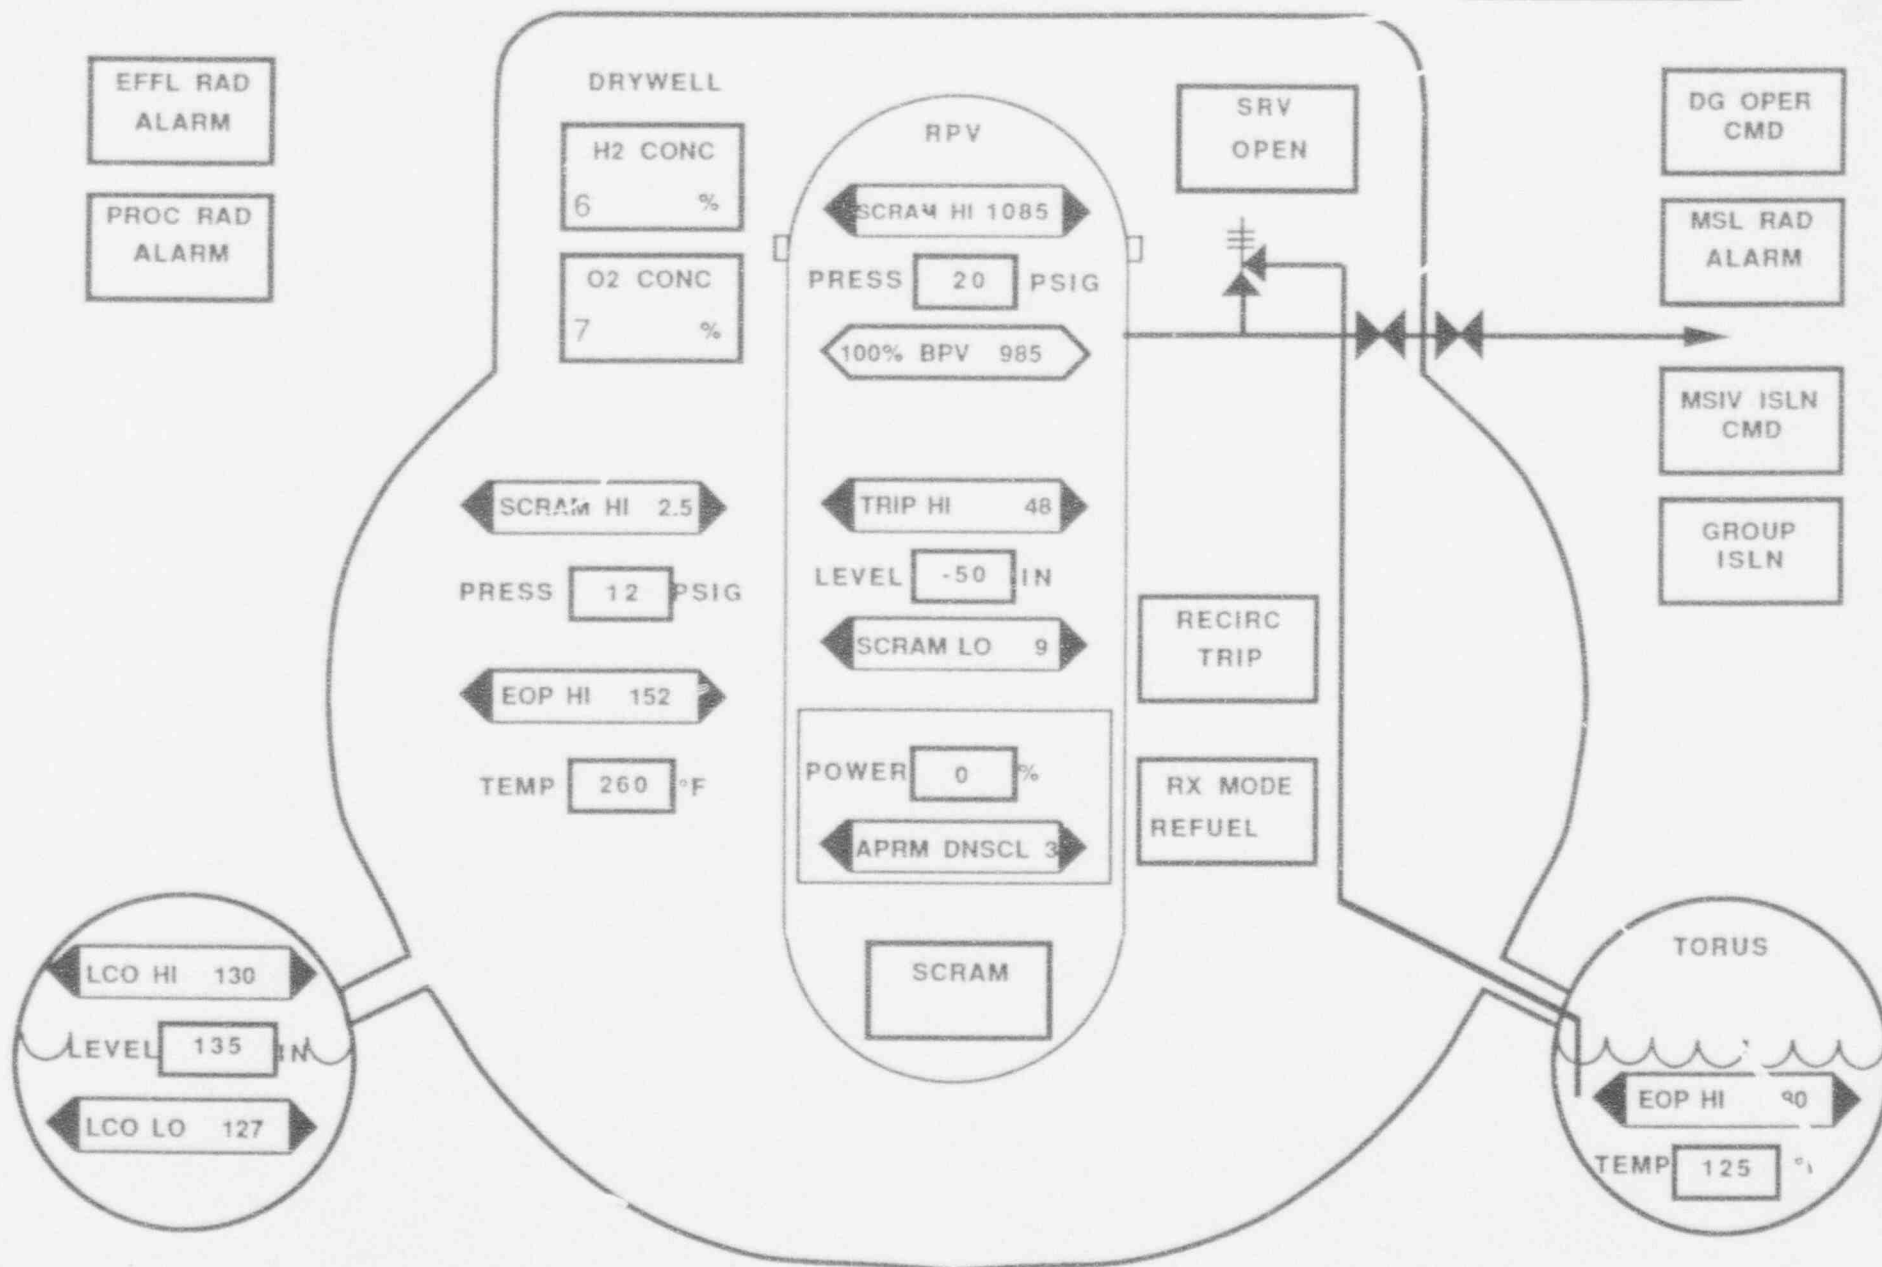 EFFL RAD
ALARM
PROC RAD
ALARM
DRYWELL
H2 CONC
6 %
O2 CONC
7 %
RPV
SCRAM HI 1085
PRESS 20 PSIG
100% BPV 985
SRV
OPEN
DG OPER
CMD
MSL RAD
ALARM
MSIV ISLN
CMD
GROUP
ISLN
SCRAM HI 2.5
PRESS 12 PSIG
EOP HI 152
TEMP 260 °F
TRIP HI 48
LEVEL -50 IN
SCRAM LO 9
POWER 0 %
APRM DNSCL 3
SCRAM
RECIRC
TRIP
RX MODE
REFUEL
LCO HI 130
LEVEL 135 IN
LCO LO 127
TORUS
EOP HI 90
TEMP 125